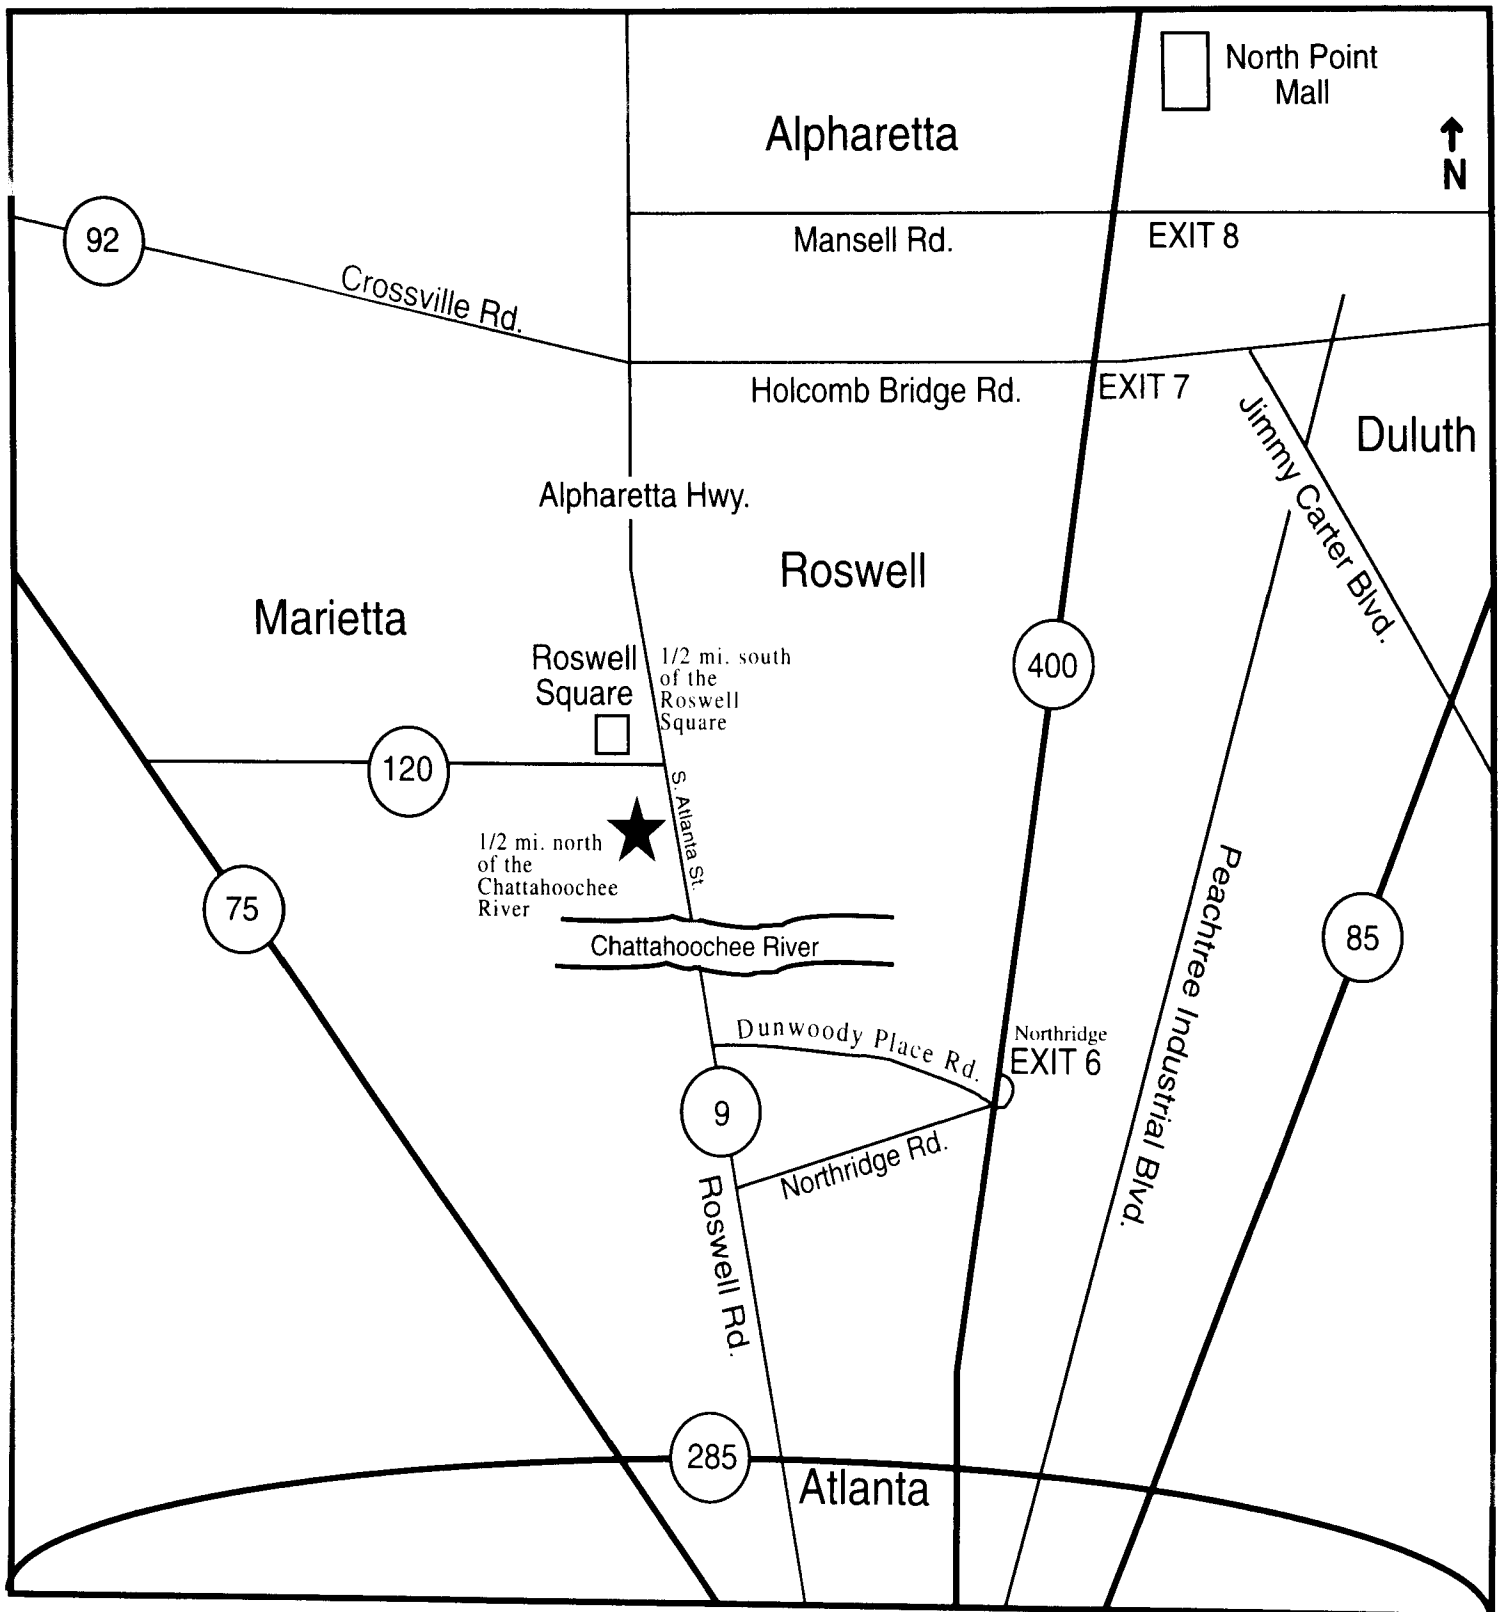 North Point
Mall
Alpharetta
N
92
Mansell Rd.
EXIT 8
Crossville Rd.
Holcomb Bridge Rd.
EXIT 7
Jimmy Carter Blvd.
Duluth
Alpharetta Hwy.
Roswell
Marietta
Roswell
Square
1/2 mi. south
of the
Roswell
Square
400
120
S. Atlanta St.
1/2 mi. north
of the
Chattahoochee
River
75
Peachtree Industrial Blvd.
85
Chattahoochee River
Dunwoody Place Rd.
Northridge
EXIT 6
9
Northridge Rd.
Roswell Rd.
285
Atlanta